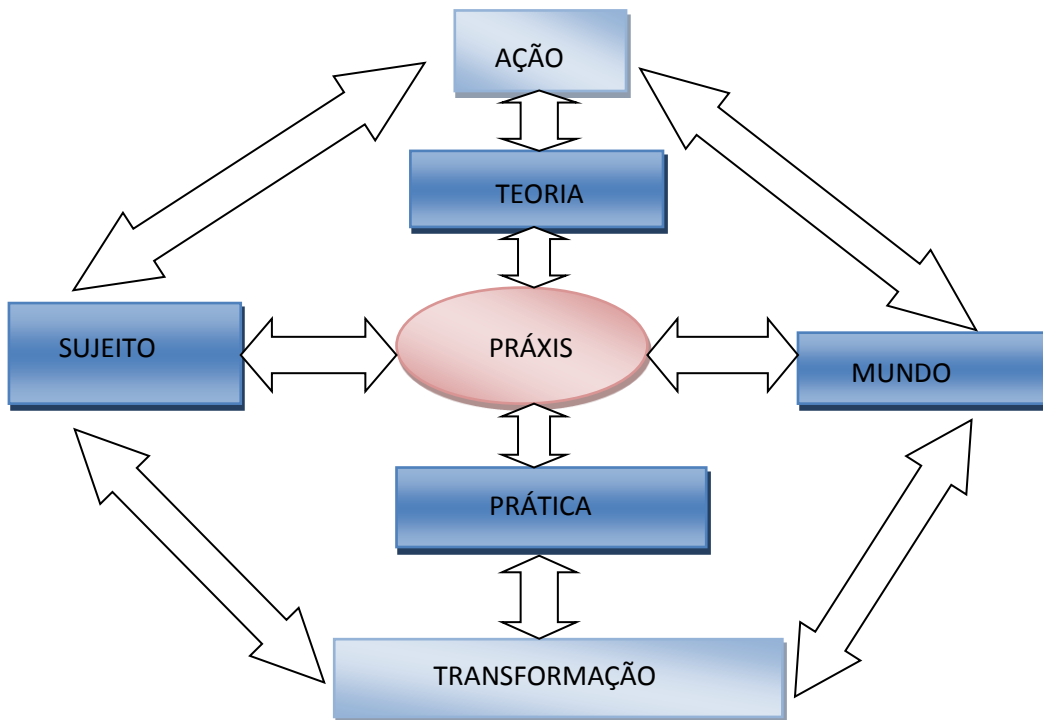 AÇÃO
TEORIA
SUJEITO
PRÁXIS
MUNDO
PRÁTICA
TRANSFORMAÇÃO